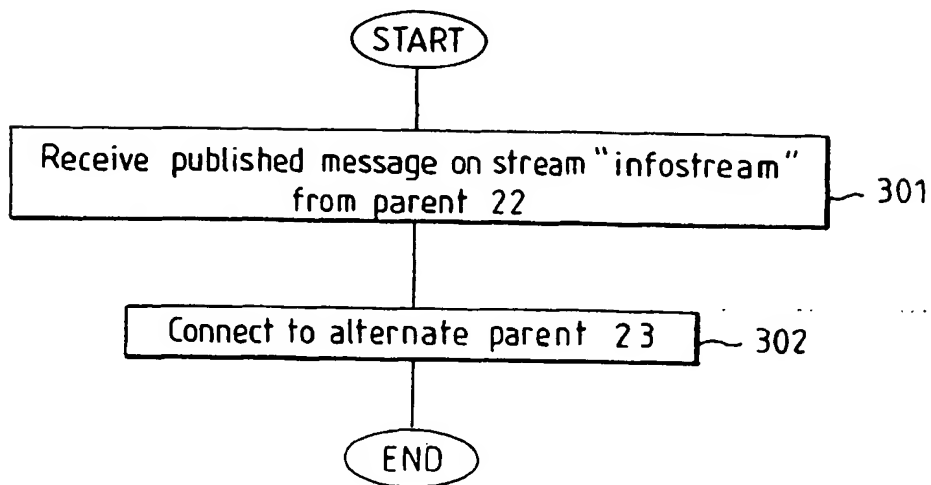 START
Receive published message on stream "infostream"
from parent 22
301
Connect to alternate parent 23
302
END